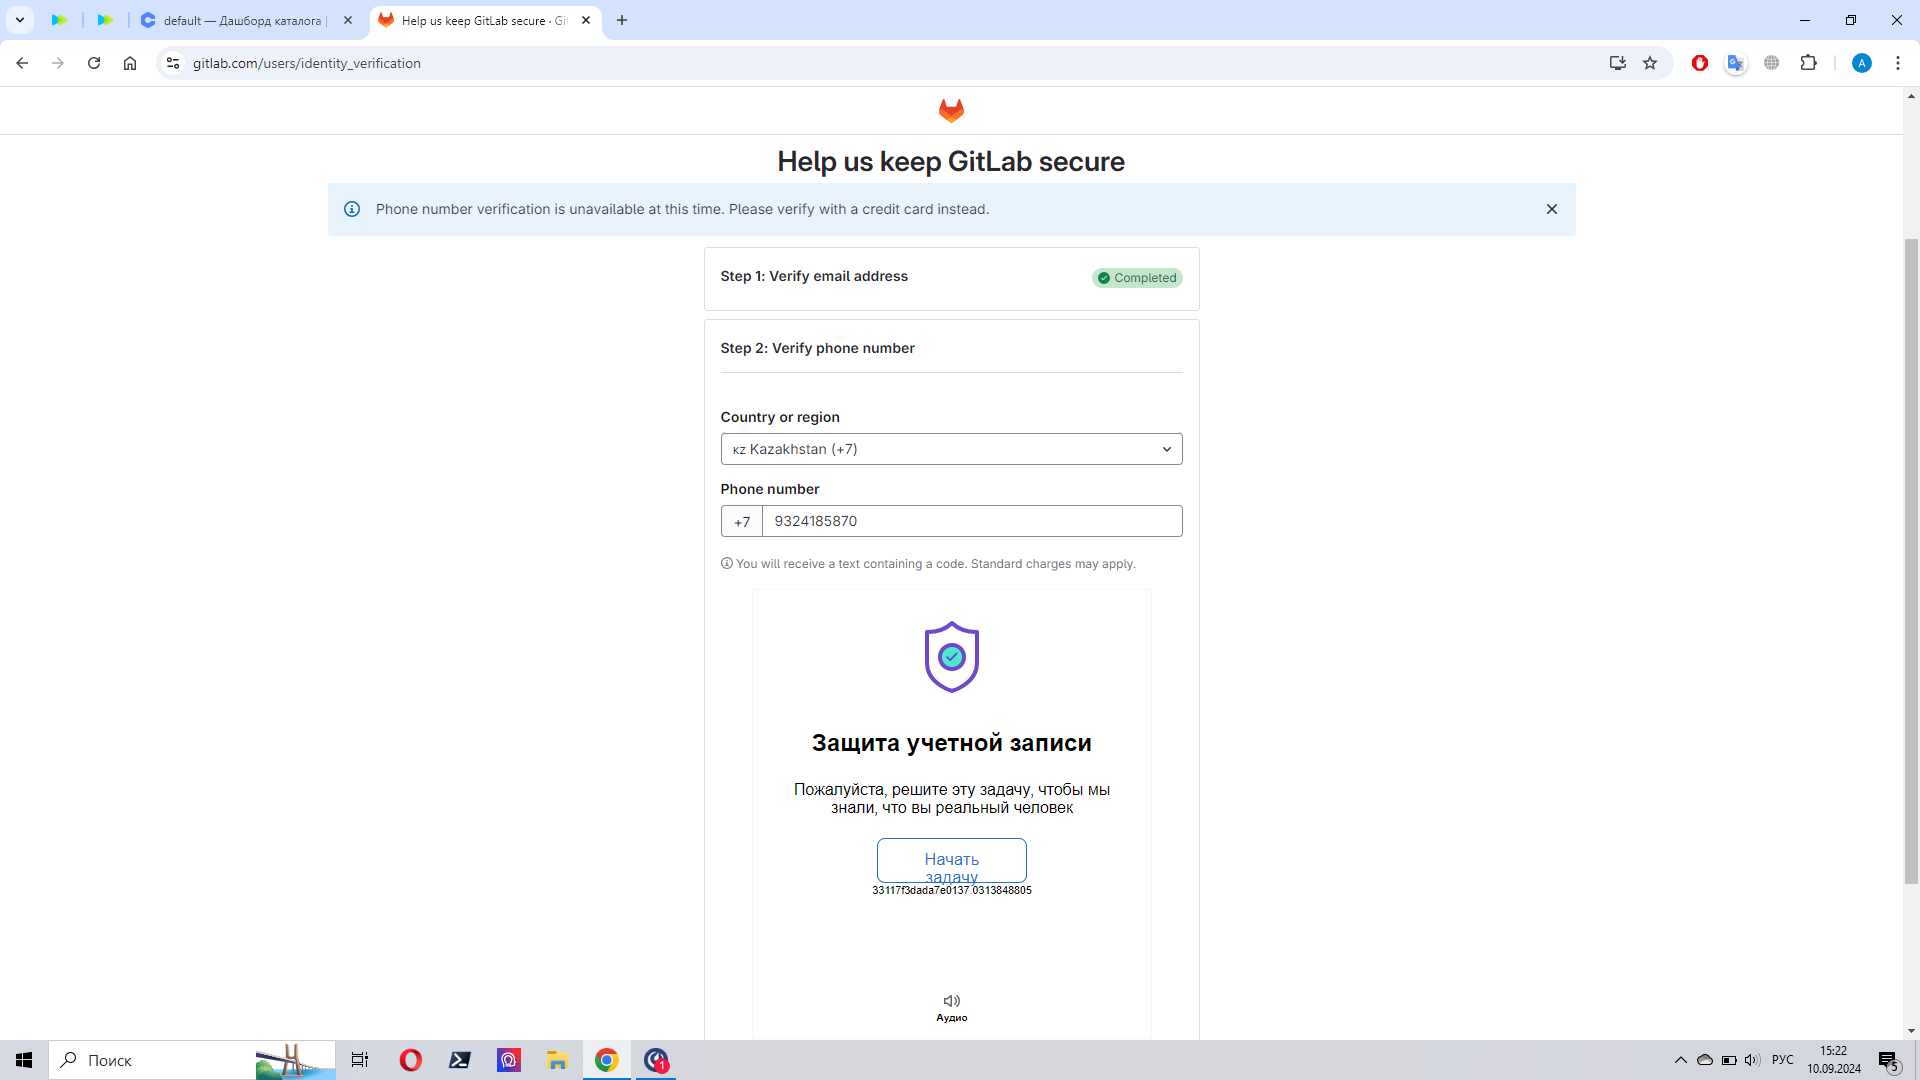 default — Дашборд каталога |
Help us keep GitLab secure · Git
gitlab.com/users/identity_verification
A
Help us keep GitLab secure
Phone number verification is unavailable at this time. Please verify with a credit card instead.
Step 1: Verify email address
Completed
Step 2: Verify phone number
Country or region
KZ Kazakhstan (+7)
Phone number
+7
9324185870
You will receive a text containing a code. Standard charges may apply.
Защита учетной записи
Пожалуйста, решите эту задачу, чтобы мы
знали, что вы реальный человек
Начать
задачу
33117f3dada7e0137.0313848805
Аудио
Поиск
1
РУС
15:22
10.09.2024
5